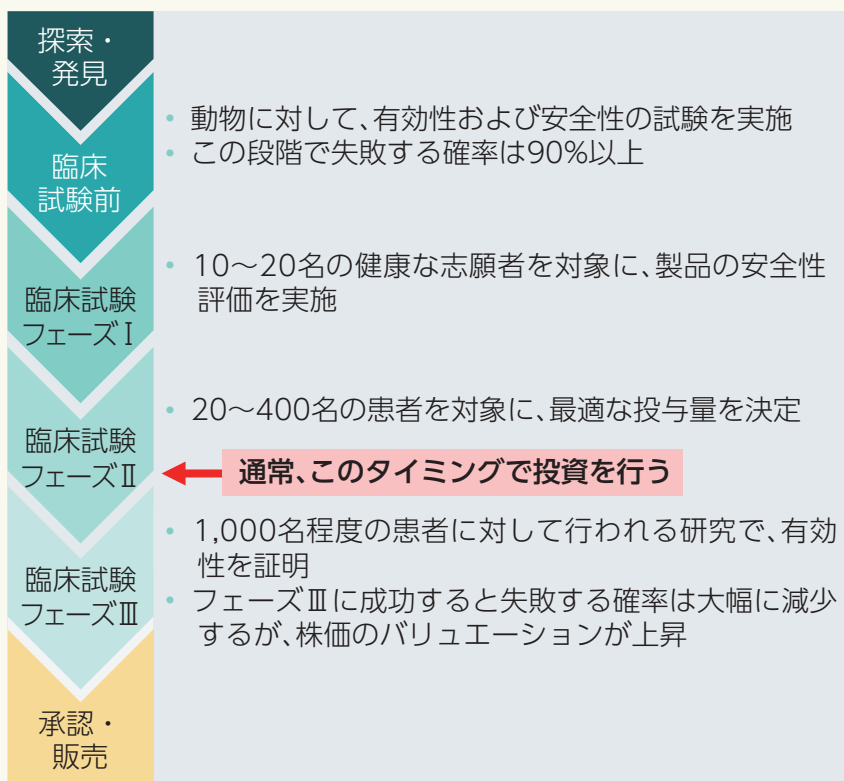 探索・
発見
• 動物に対して、有効性および安全性の試験を実施
• この段階で失敗する確率は90%以上
臨床
試験前
• 10～20名の健康な志願者を対象に、製品の安全性
評価を実施
臨床試験
フェーズⅠ
• 20～400名の患者を対象に、最適な投与量を決定
臨床試験
フェーズⅡ
通常、このタイミングで投資を行う
• 1,000名程度の患者に対して行われる研究で、有効
性を証明
臨床試験
フェーズⅢ
• フェーズⅢに成功すると失敗する確率は大幅に減少
するが、株価のバリュエーションが上昇
承認・
販売